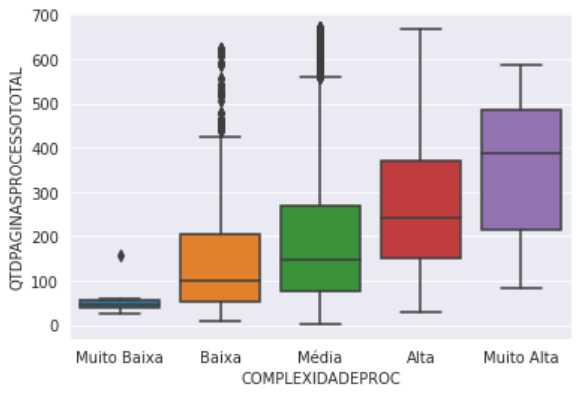 700
600
500
400
300
200
100
0
QTDPAGINASPROCESSOTOTAL
Muito Baixa Baixa Média Alta Muito Alta
COMPLEXIDADEPROC